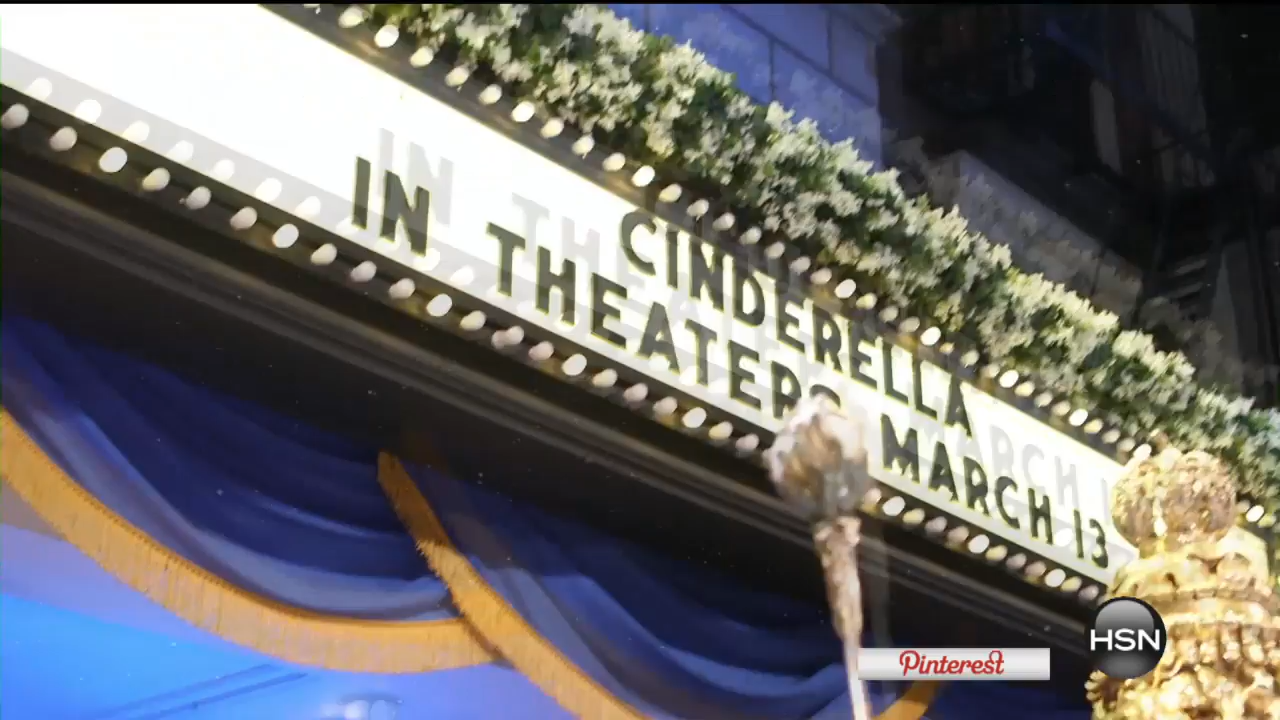 CINDERELLA
IN THEATERS MARCH 13
Pinterest
HSN